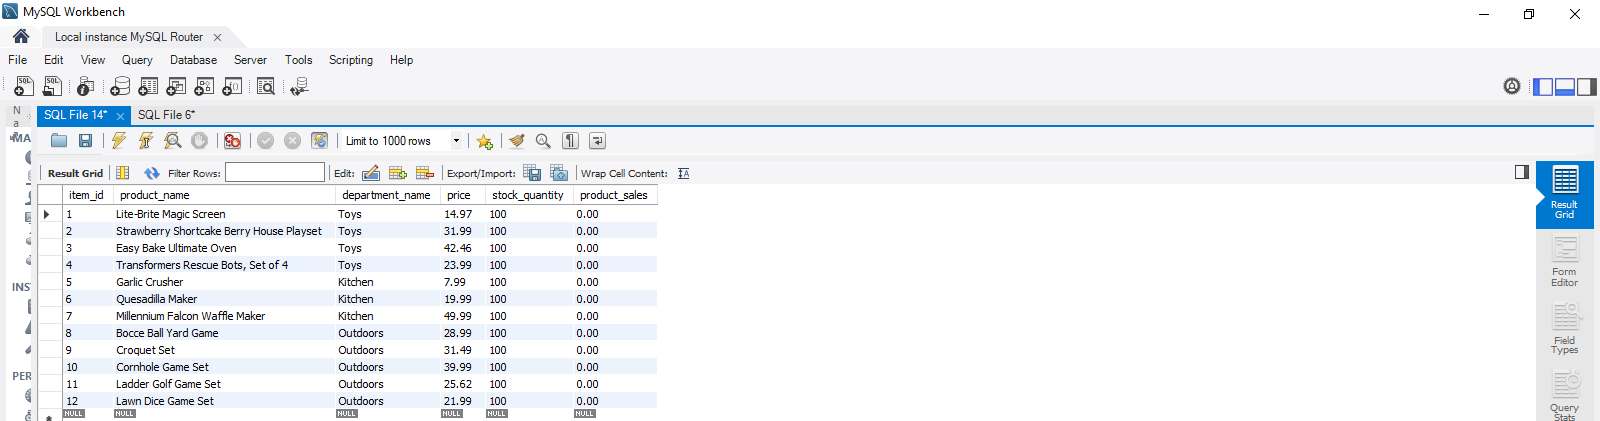 MySQL Workbench
Local instance MySQL Router
File Edit View Query Database Server Tools Scripting Help
SQL File 14* SQL File 6*
Limit to 1000 rows
Result Grid Filter Rows: Edit: Export/Import: Wrap Cell Content:
item_id product_name department_name price stock_quantity product_sales
1 Lite-Brite Magic Screen Toys 14.97 100 0.00
2 Strawberry Shortcake Berry House Playset Toys 31.99 100 0.00
3 Easy Bake Ultimate Oven Toys 42.46 100 0.00
4 Transformers Rescue Bots, Set of 4 Toys 23.99 100 0.00
5 Garlic Crusher Kitchen 7.99 100 0.00
6 Quesadilla Maker Kitchen 19.99 100 0.00
7 Millennium Falcon Waffle Maker Kitchen 49.99 100 0.00
8 Bocce Ball Yard Game Outdoors 28.99 100 0.00
9 Croquet Set Outdoors 31.49 100 0.00
10 Cornhole Game Set Outdoors 39.99 100 0.00
11 Ladder Golf Game Set Outdoors 25.62 100 0.00
12 Lawn Dice Game Set Outdoors 21.99 100 0.00
NULL NULL NULL NULL NULL NULL
Na
MA
INS
PER
Result
Grid
Form
Editor
Field
Types
Query
Stats